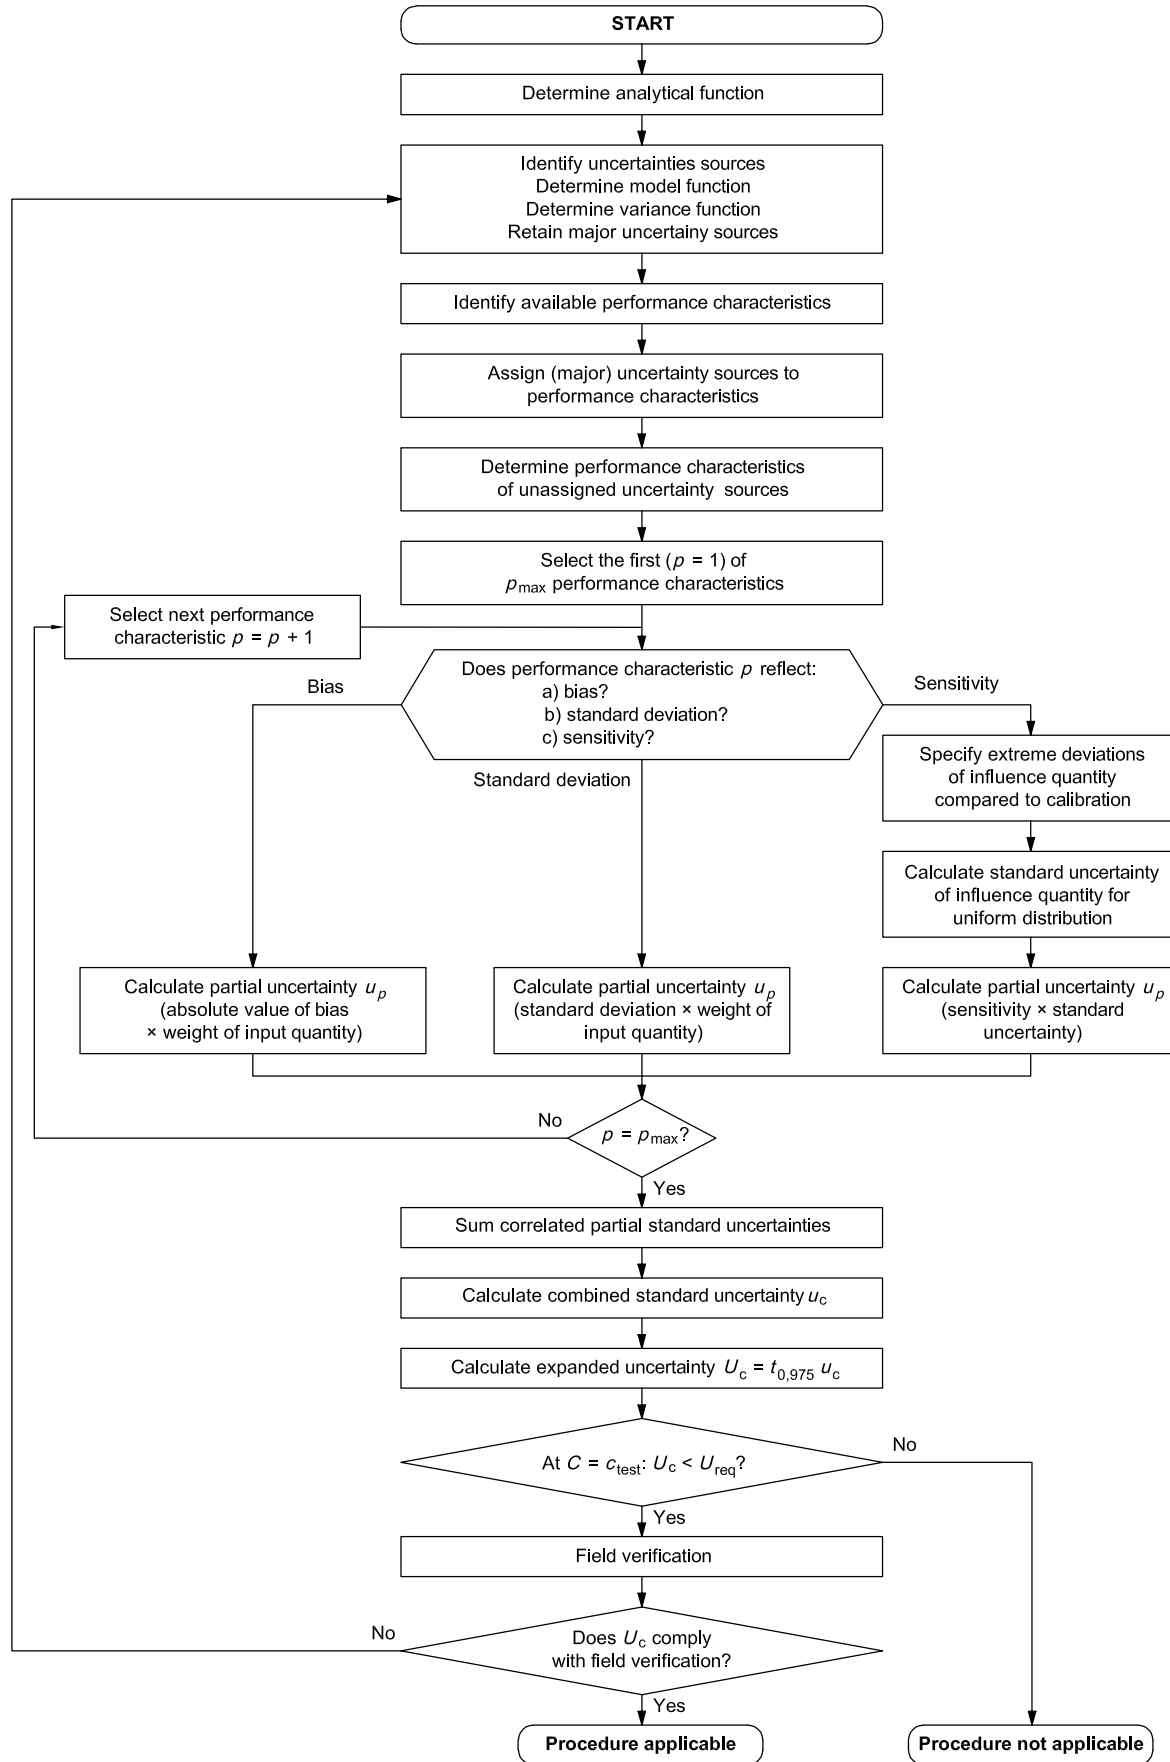 START
Determine analytical function
Identify uncertainties sources
Determine model function
Determine variance function
Retain major uncertainy sources
Identify available performance characteristics
Assign (major) uncertainty sources to
performance characteristics
Determine performance characteristics
of unassigned uncertainty sources
Select the first (p = 1) of
pmax performance characteristics
Select next performance
characteristic p = p + 1
Does performance characteristic p reflect:
a) bias?
b) standard deviation?
c) sensitivity?
Bias
Standard deviation
Sensitivity
Specify extreme deviations
of influence quantity
compared to calibration
Calculate standard uncertainty
of influence quantity for
uniform distribution
Calculate partial uncertainty up
(absolute value of bias
× weight of input quantity)
Calculate partial uncertainty up
(standard deviation × weight of
input quantity)
Calculate partial uncertainty up
(sensitivity × standard
uncertainty)
No
p = pmax?
Yes
Sum correlated partial standard uncertainties
Calculate combined standard uncertainty uc
Calculate expanded uncertainty Uc = t0,975 uc
At C = ctest: Uc < Ureq?
No
Yes
Field verification
No
Does Uc comply
with field verification?
Yes
Procedure applicable
Procedure not applicable